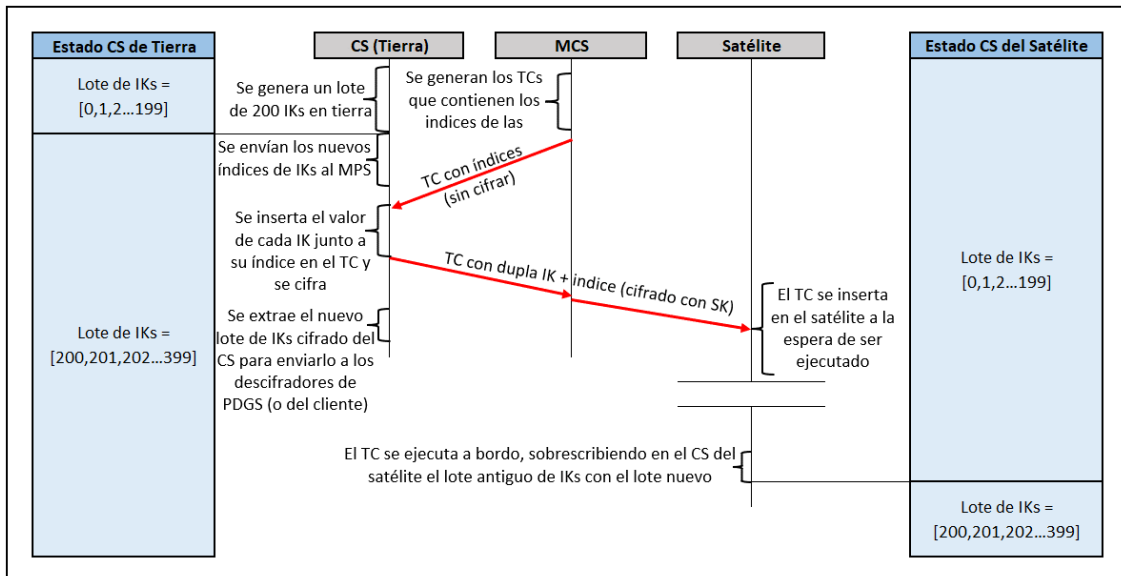 Estado CS de Tierra
CS (Tierra)
MCS
Satélite
Estado CS del Satélite
Lote de IKs =
[0,1,2...199]
Se genera un lote
de 200 IKs en tierra
Se generan los TCs
que contienen los
indices de las
Se envían los nuevos
índices de IKs al MPS
TC con índices
(sin cifrar)
Se inserta el valor
de cada IK junto a
su índice en el TC y
se cifra
TC con dupla IK + indice (cifrado con SK)
Lote de IKs =
[0,1,2...199]
El TC se inserta
en el satélite a la
espera de ser
ejecutado
Lote de IKs =
[200,201,202...399]
Se extrae el nuevo
lote de IKs cifrado del
CS para enviarlo a los
descifradores de
PDGS (o del cliente)
El TC se ejecuta a bordo, sobrescribiendo en el CS del
satélite el lote antiguo de IKs con el lote nuevo
Lote de IKs =
[200,201,202...399]